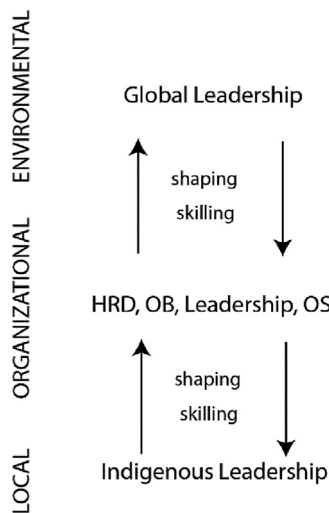 ENVIRONMENTAL
Global Leadership
shaping
skilling
ORGANIZATIONAL
HRD, OB, Leadership, OS
shaping
skilling
LOCAL
Indigenous Leadership